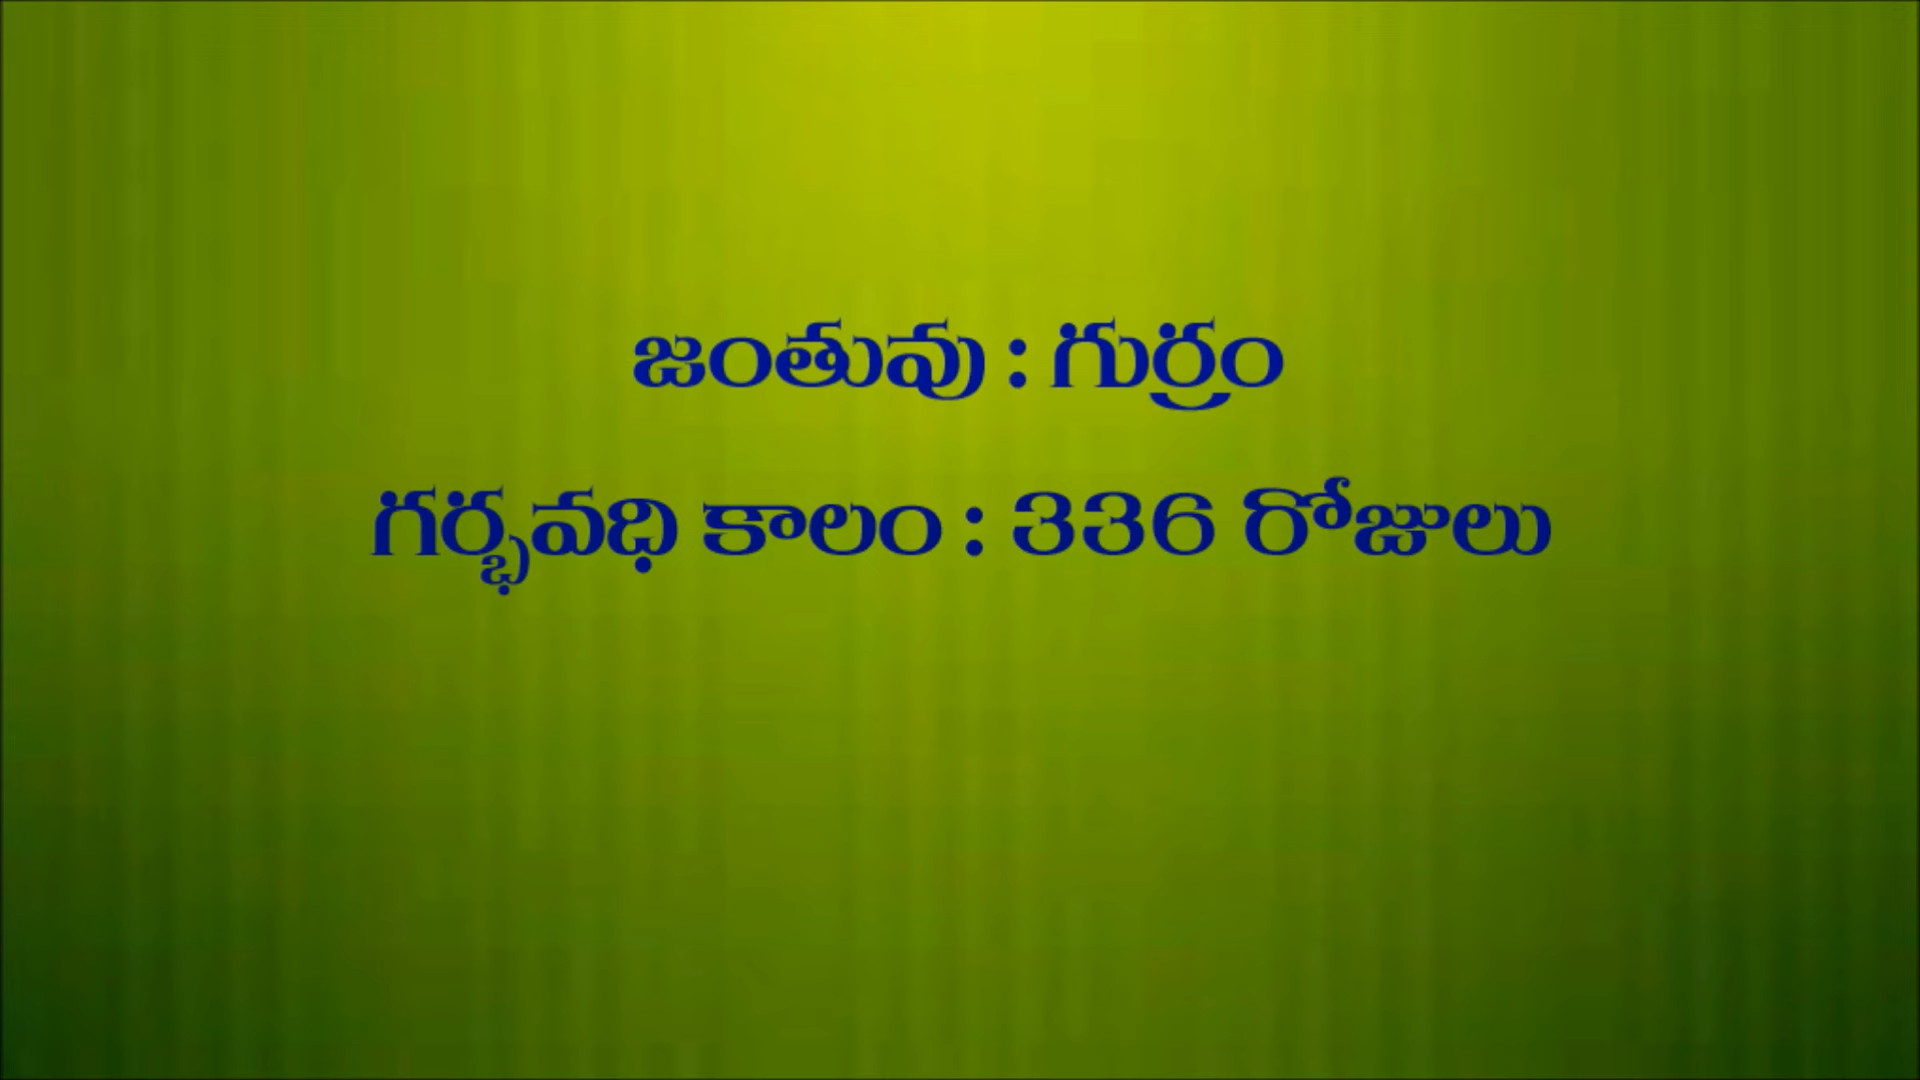 జంతువు : గుర్రం
గర్భవధి కాలం : 336 రోజులు